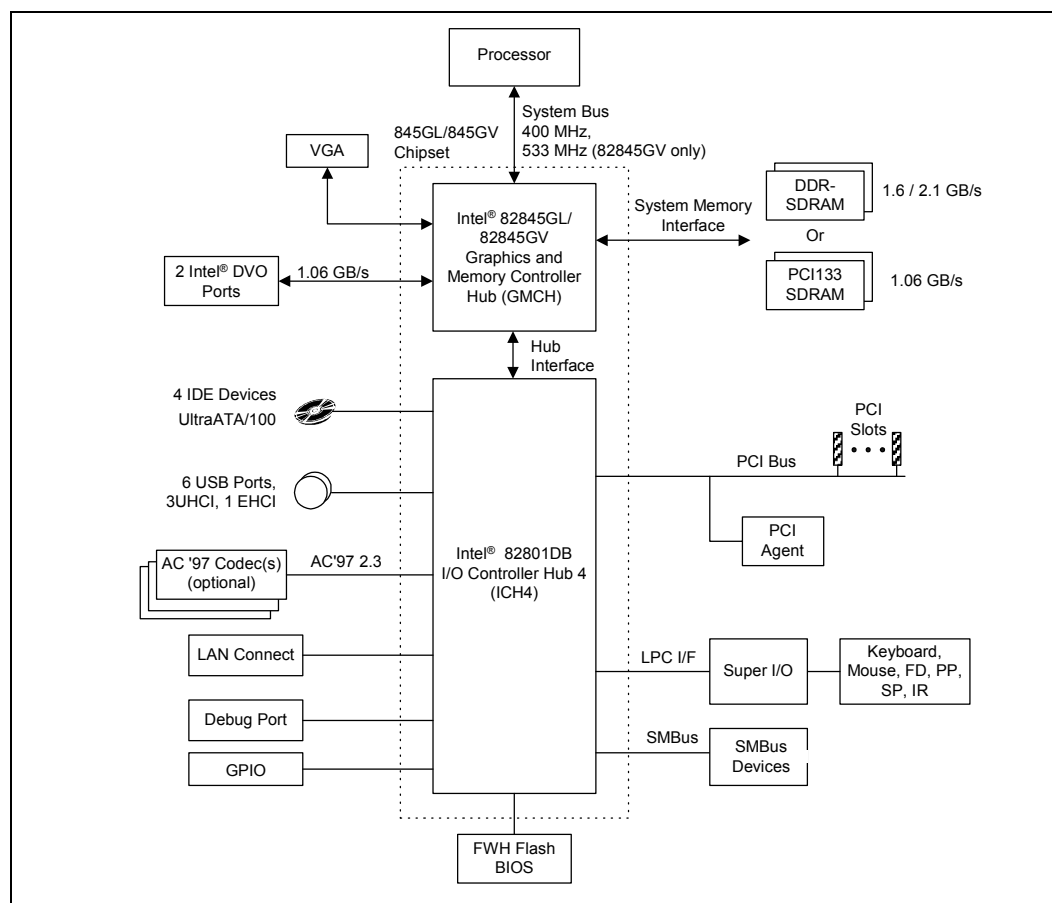 Processor
System Bus
400 MHz,
533 MHz (82845GV only)
845GL/845GV
Chipset
VGA
Intel® 82845GL/
82845GV
Graphics and
Memory Controller
Hub (GMCH)
System Memory
Interface
DDR-
SDRAM
1.6 / 2.1 GB/s
Or
PCI133
SDRAM
1.06 GB/s
2 Intel® DVO
Ports
1.06 GB/s
Hub
Interface
4 IDE Devices
UltraATA/100
PCI
Slots
PCI Bus
6 USB Ports,
3UHCI, 1 EHCI
PCI
Agent
Intel® 82801DB
I/O Controller Hub 4
(ICH4)
AC '97 Codec(s)
(optional)
AC'97 2.3
LAN Connect
LPC I/F
Super I/O
Keyboard,
Mouse, FD, PP,
SP, IR
Debug Port
SMBus
SMBus
Devices
GPIO
FWH Flash
BIOS